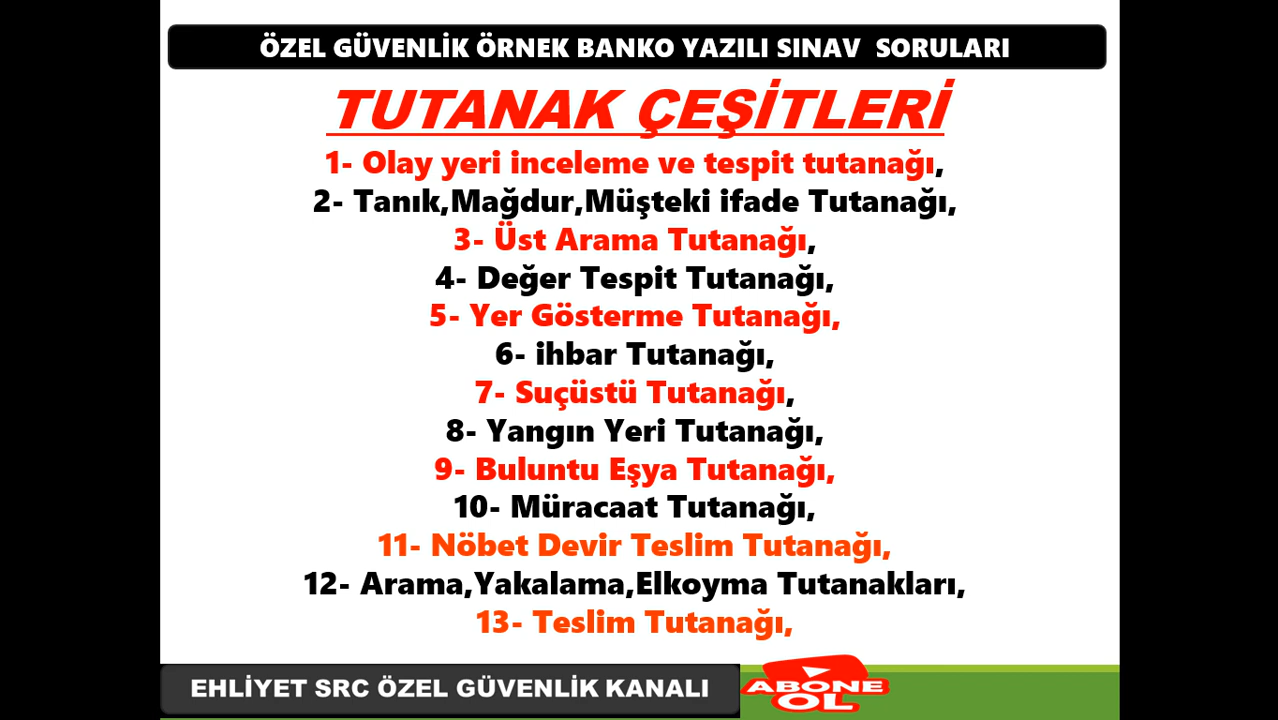 ÖZEL GÜVENLİK ÖRNEK BANKO YAZILI SINAV SORULARI
TUTANAK ÇEŞİTLERİ
1- Olay yeri inceleme ve tespit tutanağı,
2- Tanık,Mağdur,Müşteki ifade Tutanağı,
3- Üst Arama Tutanağı,
4- Değer Tespit Tutanağı,
5- Yer Gösterme Tutanağı,
6- ihbar Tutanağı,
7- Suçüstü Tutanağı,
8- Yangın Yeri Tutanağı,
9- Buluntu Eşya Tutanağı,
10- Müracaat Tutanağı,
11- Nöbet Devir Teslim Tutanağı,
12- Arama,Yakalama,Elkoyma Tutanakları,
13- Teslim Tutanağı,
EHLİYET SRC ÖZEL GÜVENLİK KANALI
ABONE
OL